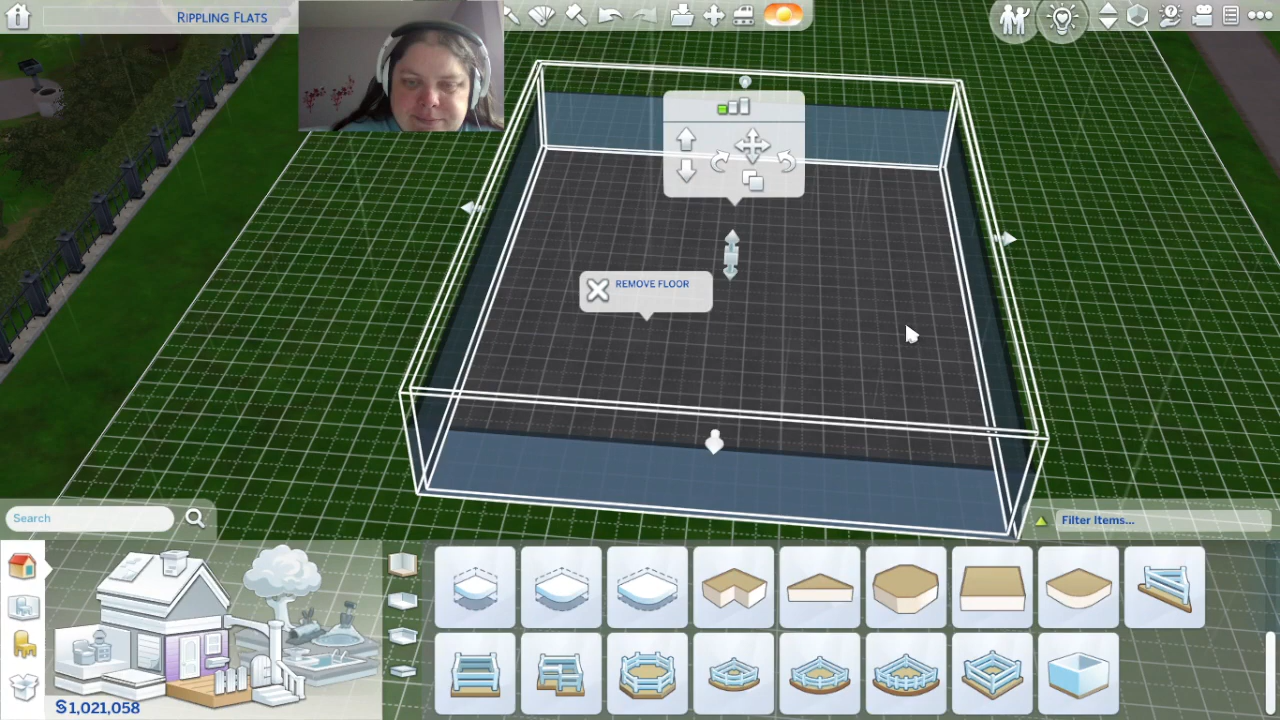 RIPPLING FLATS
REMOVE FLOOR
Search
Filter Items...
§1,021,058